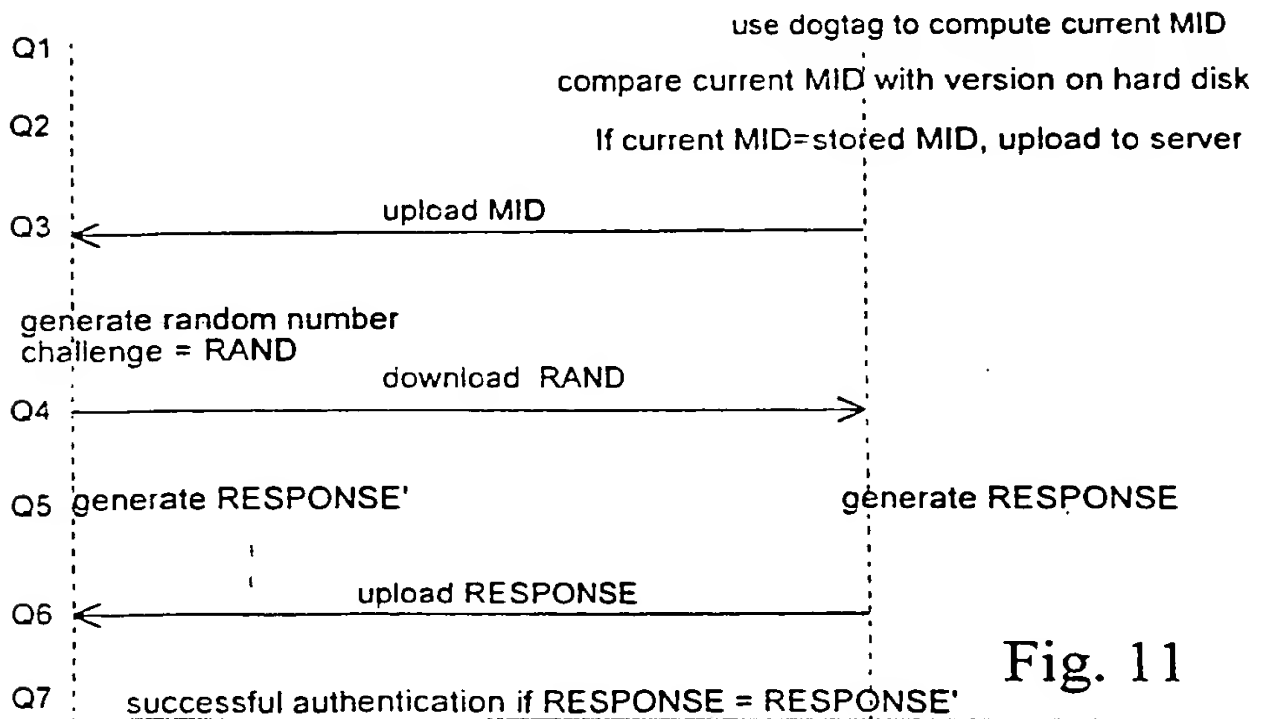 use dogtag to compute current MID
Q1
compare current MID with version on hard disk
Q2
If current MID=stored MID, upload to server
upload MID
Q3
generate random number
challenge = RAND
download RAND
Q4
Q5 generate RESPONSE' generate RESPONSE
upload RESPONSE
Q6
Fig. 11
Q7 successful authentication if RESPONSE = RESPONSE'